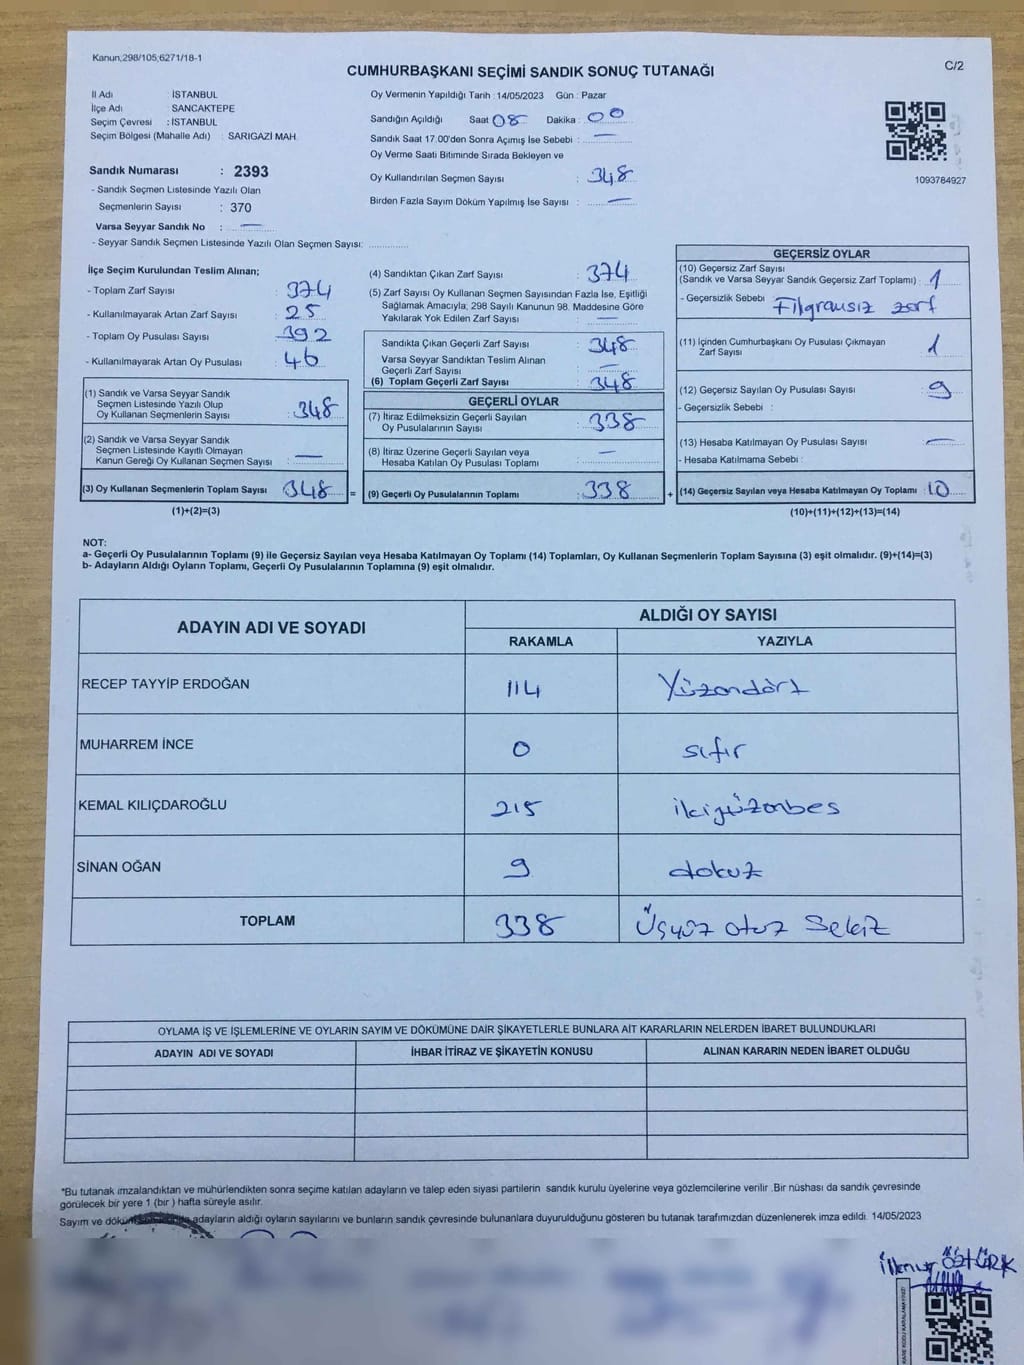 Kanun;298/105;6271/18-1
C/2
CUMHURBAŞKANI SEÇİMİ SANDIK SONUÇ TUTANAĞI
İl Adı : İSTANBUL
İlçe Adı : SANCAKTEPE
Seçim Çevresi : İSTANBUL
Seçim Bölgesi (Mahalle Adı) : SARIGAZİ MAH.
Sandık Numarası : 2393
- Sandık Seçmen Listesinde Yazılı Olan
Seçmenlerin Sayısı : 370
Varsa Seyyar Sandık No : —
- Seyyar Sandık Seçmen Listesinde Yazılı Olan Seçmen Sayısı:
Oy Vermenin Yapıldığı Tarih : 14/05/2023 Gün : Pazar
Sandığın Açıldığı Saat 08 Dakika : 00
Sandık Saat 17.00'den Sonra Açımış İse Sebebi : —
Oy Verme Saati Bitiminde Sırada Bekleyen ve
Oy Kullandırılan Seçmen Sayısı : 348
Birden Fazla Sayım Döküm Yapılmış İse Sayısı : —
1093784927
İlçe Seçim Kurulundan Teslim Alınan;
- Toplam Zarf Sayısı : 374
- Kullanılmayarak Artan Zarf Sayısı : 25
- Toplam Oy Pusulası Sayısı : 392
- Kullanılmayarak Artan Oy Pusulası : 46
(1) Sandık ve Varsa Seyyar Sandık
Seçmen Listesinde Yazılı Olup
Oy Kullanan Seçmenlerin Sayısı : 348
(2) Sandık ve Varsa Seyyar Sandık
Seçmen Listesinde Kayıtlı Olmayan
Kanun Gereği Oy Kullanan Seçmen Sayısı : —
(3) Oy Kullanan Seçmenlerin Toplam Sayısı : 348 =
(1)+(2)=(3)
(4) Sandıktan Çıkan Zarf Sayısı : 374
(5) Zarf Sayısı Oy Kullanan Seçmen Sayısından Fazla İse, Eşitliği
Sağlamak Amacıyla, 298 Sayılı Kanunun 98. Maddesine Göre
Yakılarak Yok Edilen Zarf Sayısı : —
Sandıkta Çıkan Geçerli Zarf Sayısı : 348
Varsa Seyyar Sandıktan Teslim Alınan
Geçerli Zarf Sayısı : —
(6) Toplam Geçerli Zarf Sayısı : 348
GEÇERLİ OYLAR
(7) İtiraz Edilmeksizin Geçerli Sayılan
Oy Pusulalarının Sayısı : 338
(8) İtiraz Üzerine Geçerli Sayılan veya
Hesaba Katılan Oy Pusulası Toplamı : —
(9) Geçerli Oy Pusulalarının Toplamı : 338 +
GEÇERSİZ OYLAR
(10) Geçersiz Zarf Sayısı
(Sandık ve Varsa Seyyar Sandık Geçersiz Zarf Toplamı) : 1
- Geçersizlik Sebebi : Filgransız zarf
(11) İçinden Cumhurbaşkanı Oy Pusulası Çıkmayan
Zarf Sayısı : 1
(12) Geçersiz Sayılan Oy Pusulası Sayısı : 9
- Geçersizlik Sebebi :
(13) Hesaba Katılmayan Oy Pusulası Sayısı : —
- Hesaba Katılmama Sebebi :
(14) Geçersiz Sayılan veya Hesaba Katılmayan Oy Toplamı : 10
(10)+(11)+(12)+(13)=(14)
NOT:
a- Geçerli Oy Pusulalarının Toplamı (9) ile Geçersiz Sayılan veya Hesaba Katılmayan Oy Toplamı (14) Toplamları, Oy Kullanan Seçmenlerin Toplam Sayısına (3) eşit olmalıdır. (9)+(14)=(3)
b- Adayların Aldığı Oyların Toplamı, Geçerli Oy Pusulalarının Toplamına (9) eşit olmalıdır.
ADAYIN ADI VE SOYADI ALDIĞI OY SAYISI
RAKAMLA YAZIYLA
RECEP TAYYİP ERDOĞAN 114 Yüzondört
MUHARREM İNCE 0 sıfır
KEMAL KILIÇDAROĞLU 215 ikiyüzonbes
SİNAN OĞAN 9 dokuz
TOPLAM 338 Üçyüz otuz Sekiz
OYLAMA İŞ VE İŞLEMLERİNE VE OYLARIN SAYIM VE DÖKÜMÜNE DAİR ŞİKAYETLERLE BUNLARA AİT KARARLARIN NELERDEN İBARET BULUNDUKLARI
ADAYIN ADI VE SOYADI İHBAR İTİRAZ VE ŞİKAYETİN KONUSU ALINAN KARARIN NEDEN İBARET OLDUĞU
*Bu tutanak imzalandıktan ve mühürlendikten sonra seçime katılan adayların ve talep eden siyasi partilerin sandık kurulu üyelerine veya gözlemcilerine verilir .Bir nüshası da sandık çevresinde
görülecek bir yere 1 (bir ) hafta süreyle asılır.
Sayım ve döküm adayların aldığı oyların sayılarını ve bunların sandık çevresinde bulunanlara duyurulduğunu gösteren bu tutanak tarafımızdan düzenlenerek imza edildi. 14/05/2023
İlknur ÖZTÜRK
KARE KODU KARALAMAYINIZ!